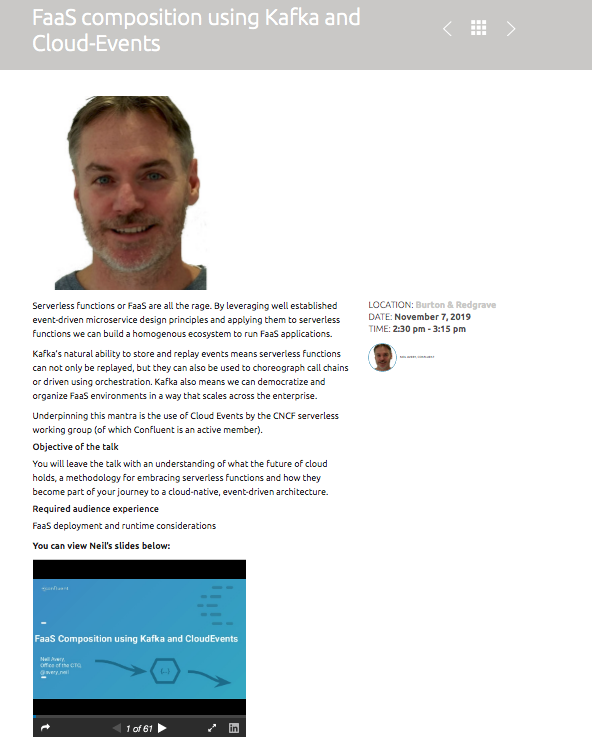 FaaS composition using Kafka and
Cloud-Events
Serverless functions or FaaS are all the rage. By leveraging well established
event-driven microservice design principles and applying them to serverless
functions we can build a homogenous ecosystem to run FaaS applications.
Kafka's natural ability to store and replay events means serverless functions
can not only be replayed, but they can also be used to choreograph call chains
or driven using orchestration. Kafka also means we can democratize and
organize FaaS environments in a way that scales across the enterprise.
Underpinning this mantra is the use of Cloud Events by the CNCF serverless
working group (of which Confluent is an active member).
Objective of the talk
You will leave the talk with an understanding of what the future of cloud
holds, a methodology for embracing serverless functions and how they
become part of your journey to a cloud-native, event-driven architecture.
Required audience experience
FaaS deployment and runtime considerations
You can view Neil's slides below:
FaaS Composition using Kafka and CloudEvents
Neil Avery,
Office of the CTO,
@avery_neil
{...}
1 of 61
in
LOCATION: Burton & Redgrave
DATE: November 7, 2019
TIME: 2:30 pm - 3:15 pm